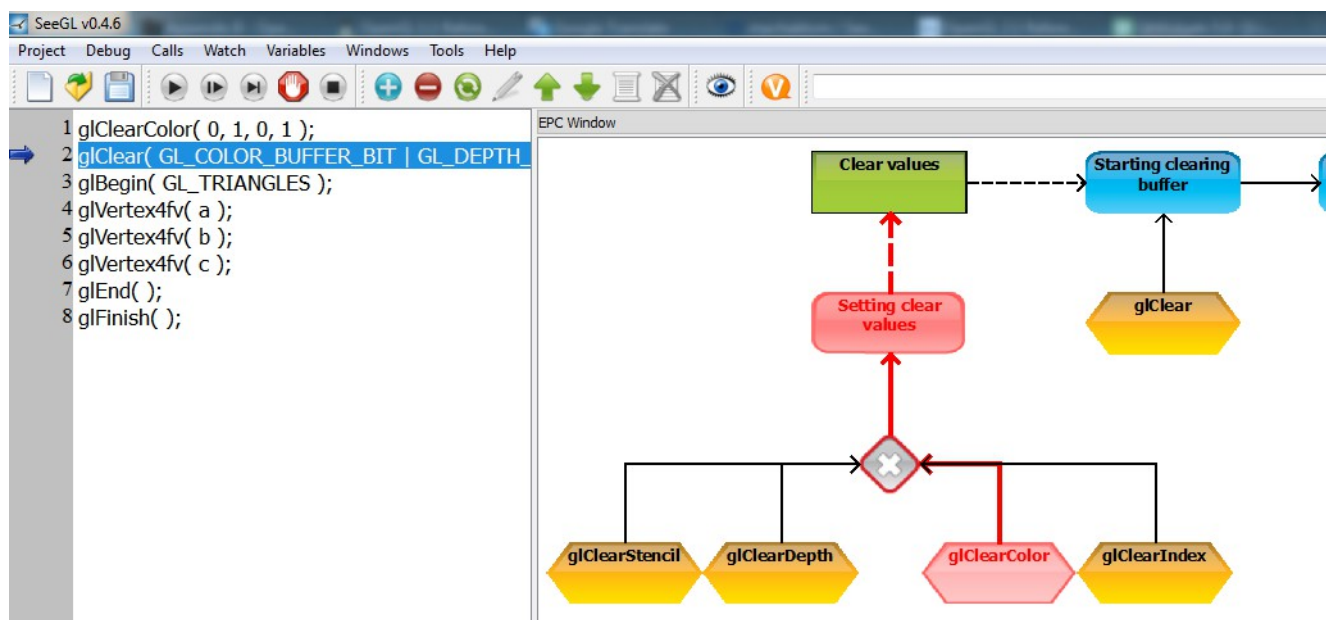 SeeGL v0.4.6
Project Debug Calls Watch Variables Windows Tools Help
V
1 glClearColor( 0, 1, 0, 1 );
2 glClear( GL_COLOR_BUFFER_BIT | GL_DEPTH_
3 glBegin( GL_TRIANGLES );
4 glVertex4fv( a );
5 glVertex4fv( b );
6 glVertex4fv( c );
7 glEnd( );
8 glFinish( );
EPC Window
Clear values
Starting clearing
buffer
Setting clear
values
glClear
glClearStencil
glClearDepth
glClearColor
glClearIndex